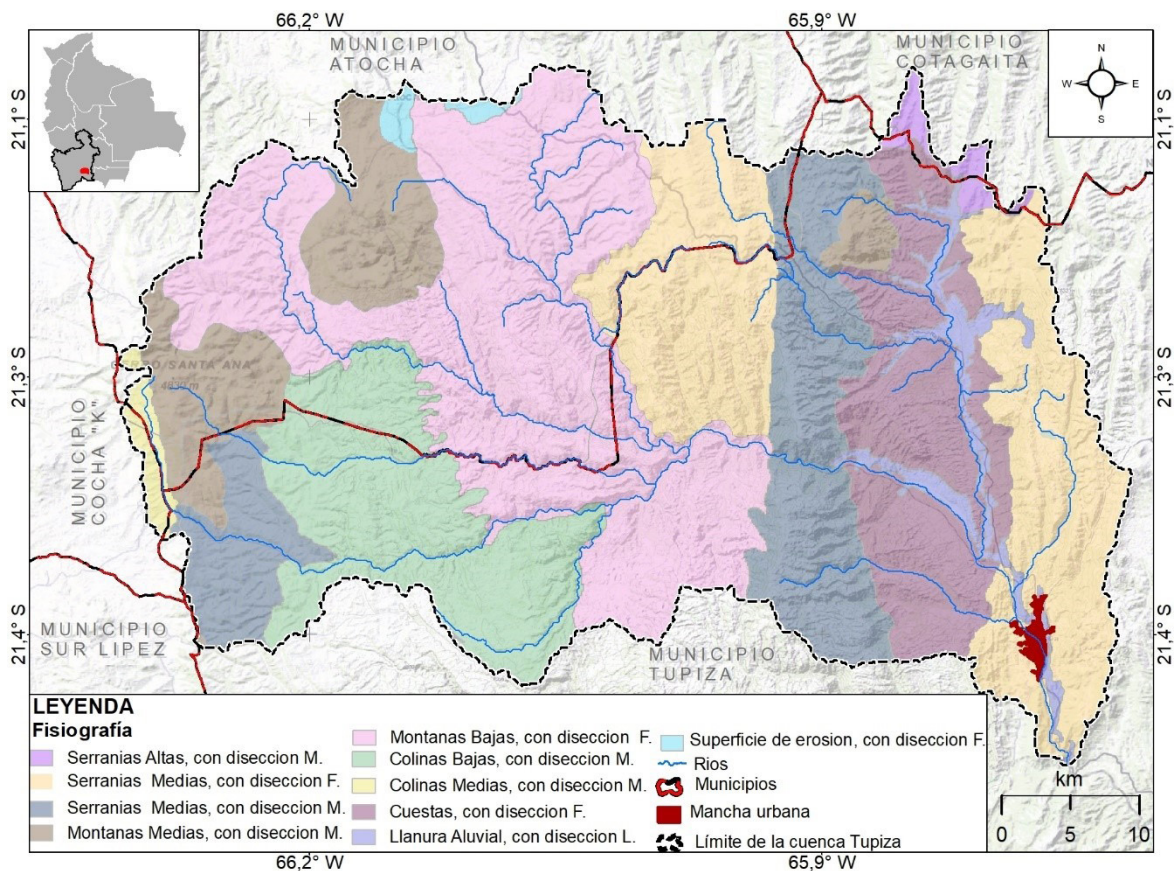 66,2° W
65,9° W
MUNICIPIO
ATOCHA
MUNICIPIO
COTAGAITA
N
W
E
S
21,1° S
21,1° S
21,3° S
21,3° S
MUNICIPIO
COCHA "K"
21,4° S
21,4° S
MUNICIPIO
SUR LIPEZ
MUNICIPIO
TUPIZA
LEYENDA
Fisiografía
Serranias Altas, con diseccion M.
Serranias Medias, con diseccion F.
Serranias Medias, con diseccion M.
Montanas Medias, con diseccion M.
Montanas Bajas, con diseccion F.
Colinas Bajas, con diseccion M.
Colinas Medias, con diseccion M.
Cuestas, con diseccion F.
Llanura Aluvial, con diseccion L.
Superficie de erosion, con diseccion F.
Rios
Municipios
Mancha urbana
Límite de la cuenca Tupiza
km
0 5 10
66,2° W
65,9° W